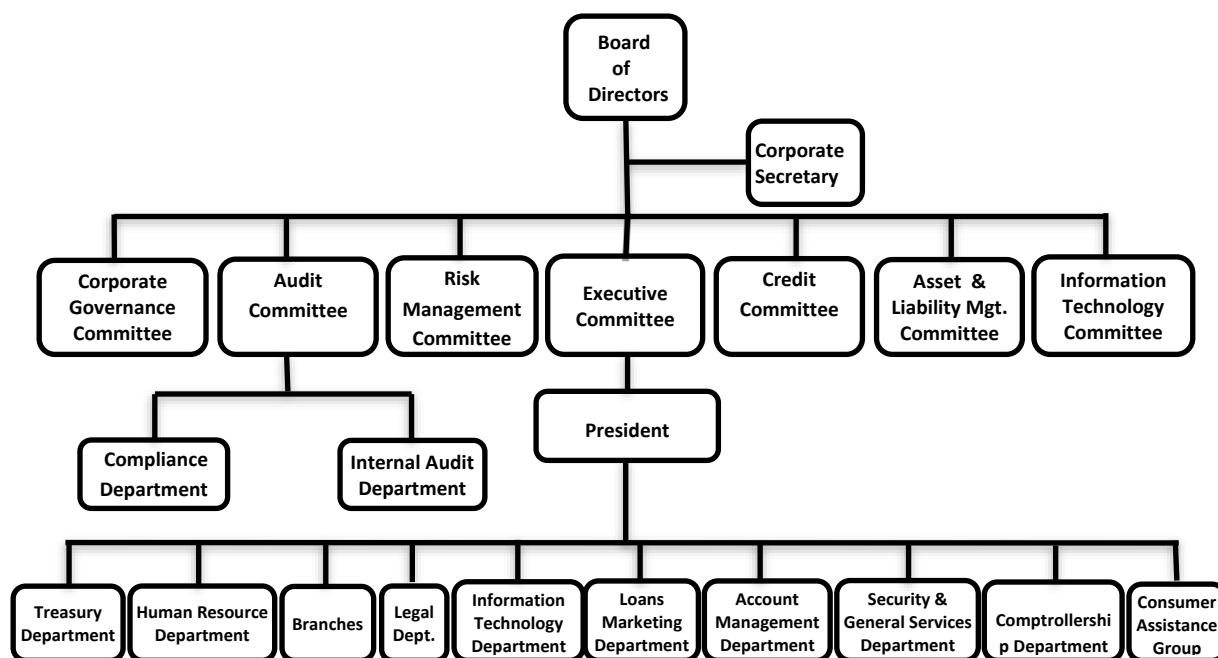 Board
of
Directors
Corporate
Secretary
Corporate
Governance
Committee
Audit
Committee
Risk
Management
Committee
Executive
Committee
Credit
Committee
Asset &
Liability Mgt.
Committee
Information
Technology
Committee
President
Compliance
Department
Internal Audit
Department
Treasury
Department
Human Resource
Department
Branches
Legal
Dept.
Information
Technology
Department
Loans
Marketing
Department
Account
Management
Department
Security &
General Services
Department
Comptrollershi
p Department
Consumer
Assistance
Group